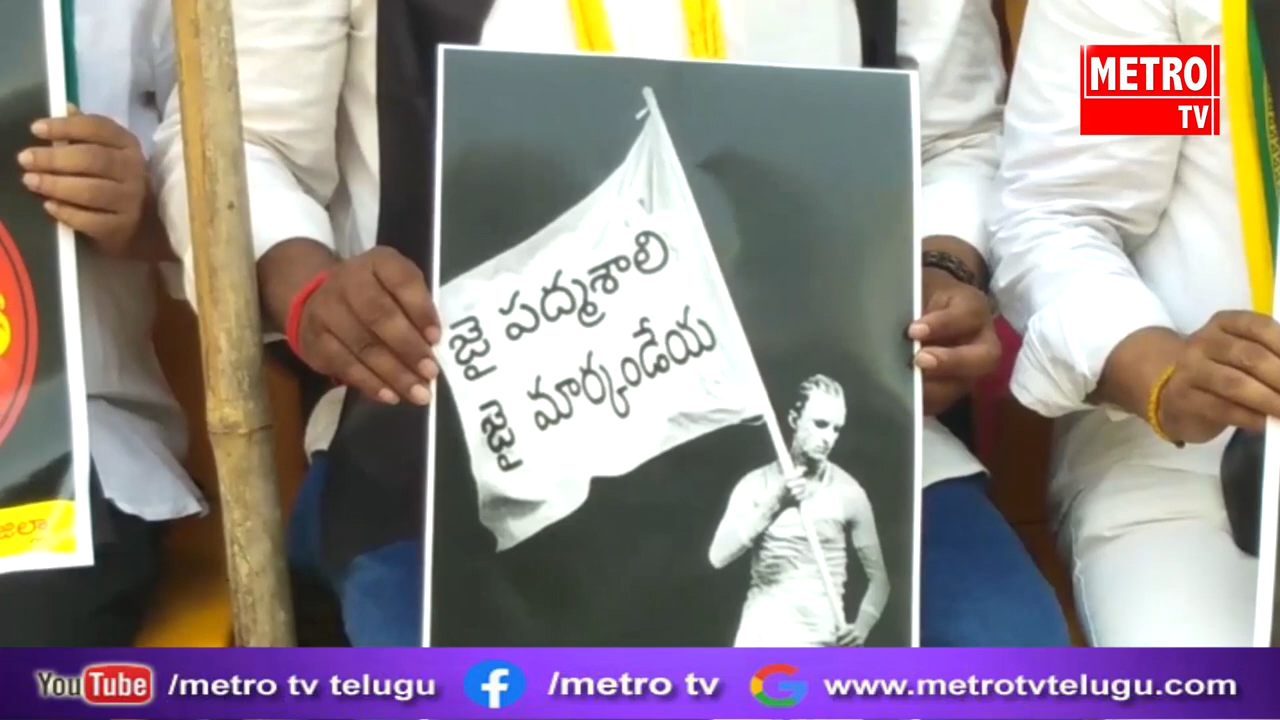 METRO
TV
జై పద్మశాలి
జై మార్కండేయ
జిల్లా
YouTube /metro tv telugu
/metro tv
www.metrotvtelugu.com